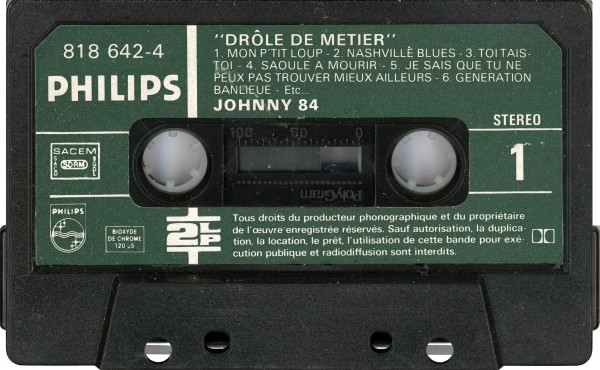 818 642-4
PHILIPS
"DRÔLE DE METIER"
1. MON P'TIT LOUP - 2. NASHVILLE BLUES - 3. TOI TAIS-
TOI - 4. SAOULE A MOURIR - 5. JE SAIS QUE TU NE
PEUX PAS TROUVER MIEUX AILLEURS - 6. GENERATION
BANLIEUE - Etc...
JOHNNY 84
STEREO
1
SACEM
SACD
SDRM
SGDL
100 50 0
PolyGram
PHILIPS
BIOXYDE
DE CHROME
120 µS
2 LP
Tous droits du producteur phonographique et du propriétaire
de l'œuvre enregistrée réservés. Sauf autorisation, la duplica-
tion, la location, le prêt, l'utilisation de cette bande pour exé-
cution publique et radiodiffusion sont interdits.